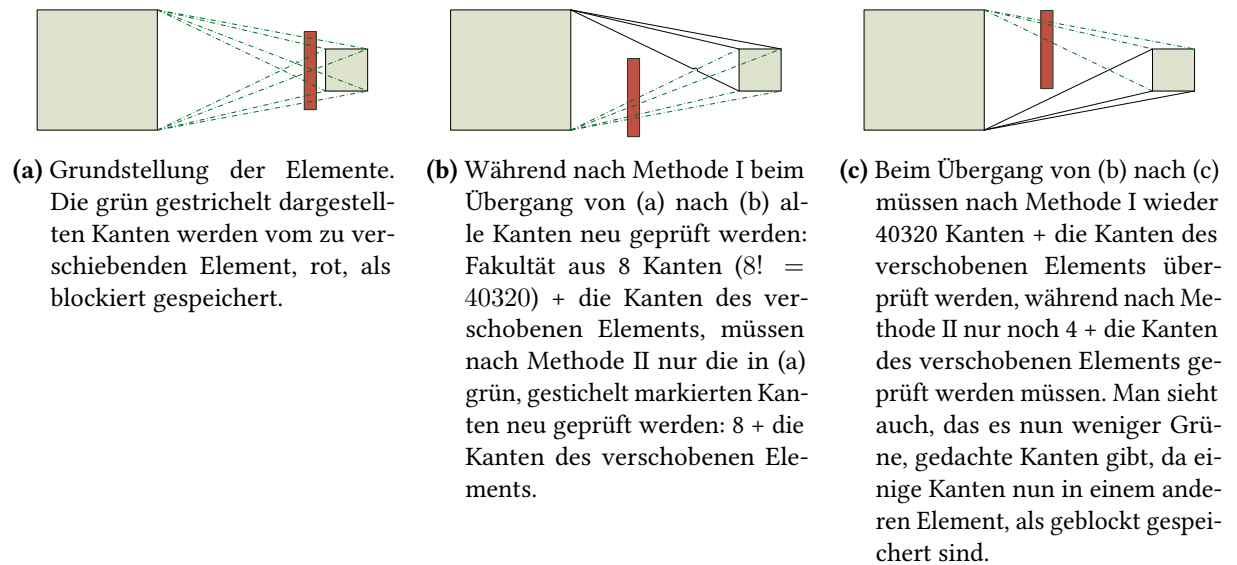 (a) Grundstellung der Elemente.
Die grün gestrichelt dargestell-
ten Kanten werden vom zu ver-
schiebenden Element, rot, als
blockiert gespeichert.
(b) Während nach Methode I beim
Übergang von (a) nach (b) al-
le Kanten neu geprüft werden:
Fakultät aus 8 Kanten (8! =
40320) + die Kanten des ver-
schobenen Elements, müssen
nach Methode II nur die in (a)
grün, gestichelt markierten Kan-
ten neu geprüft werden: 8 + die
Kanten des verschobenen Ele-
ments.
(c) Beim Übergang von (b) nach (c)
müssen nach Methode I wieder
40320 Kanten + die Kanten des
verschobenen Elements über-
prüft werden, während nach Me-
thode II nur noch 4 + die Kanten
des verschobenen Elements ge-
prüft werden müssen. Man sieht
auch, das es nun weniger Grü-
ne, gedachte Kanten gibt, da ei-
nige Kanten nun in einem ande-
ren Element, als geblockt gespei-
chert sind.